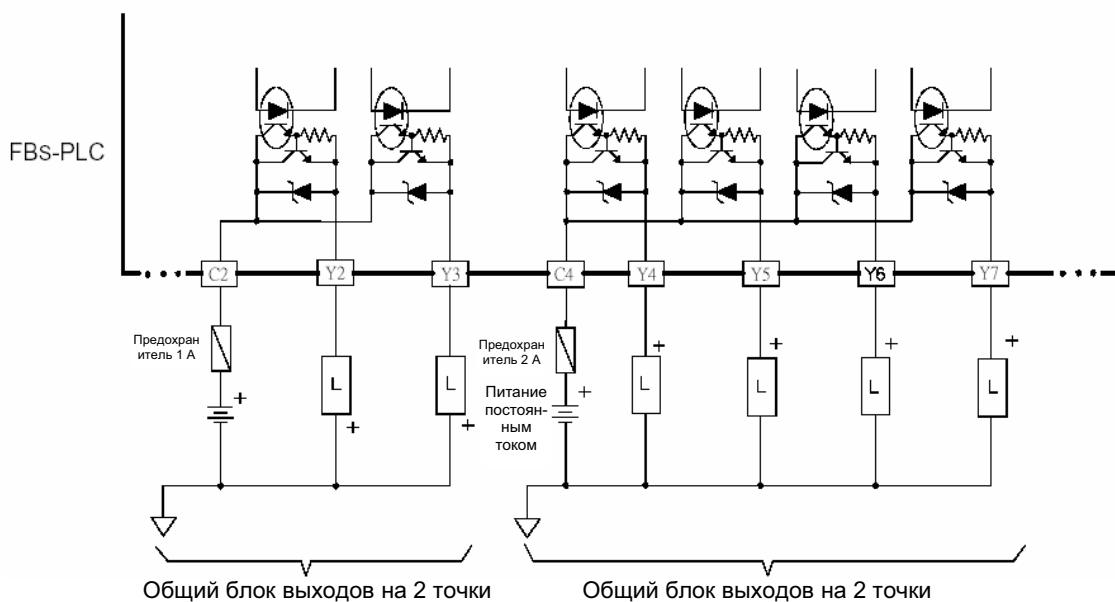 FBs-PLC
C2
Y2
Y3
C4
Y4
Y5
Y6
Y7
Предохран
итель 1 А
+
L
+
L
+
Предохран
итель 2 А
+
Питание
постоян-
ным
током
+
L
+
L
+
L
+
L
Общий блок выходов на 2 точки
Общий блок выходов на 2 точки